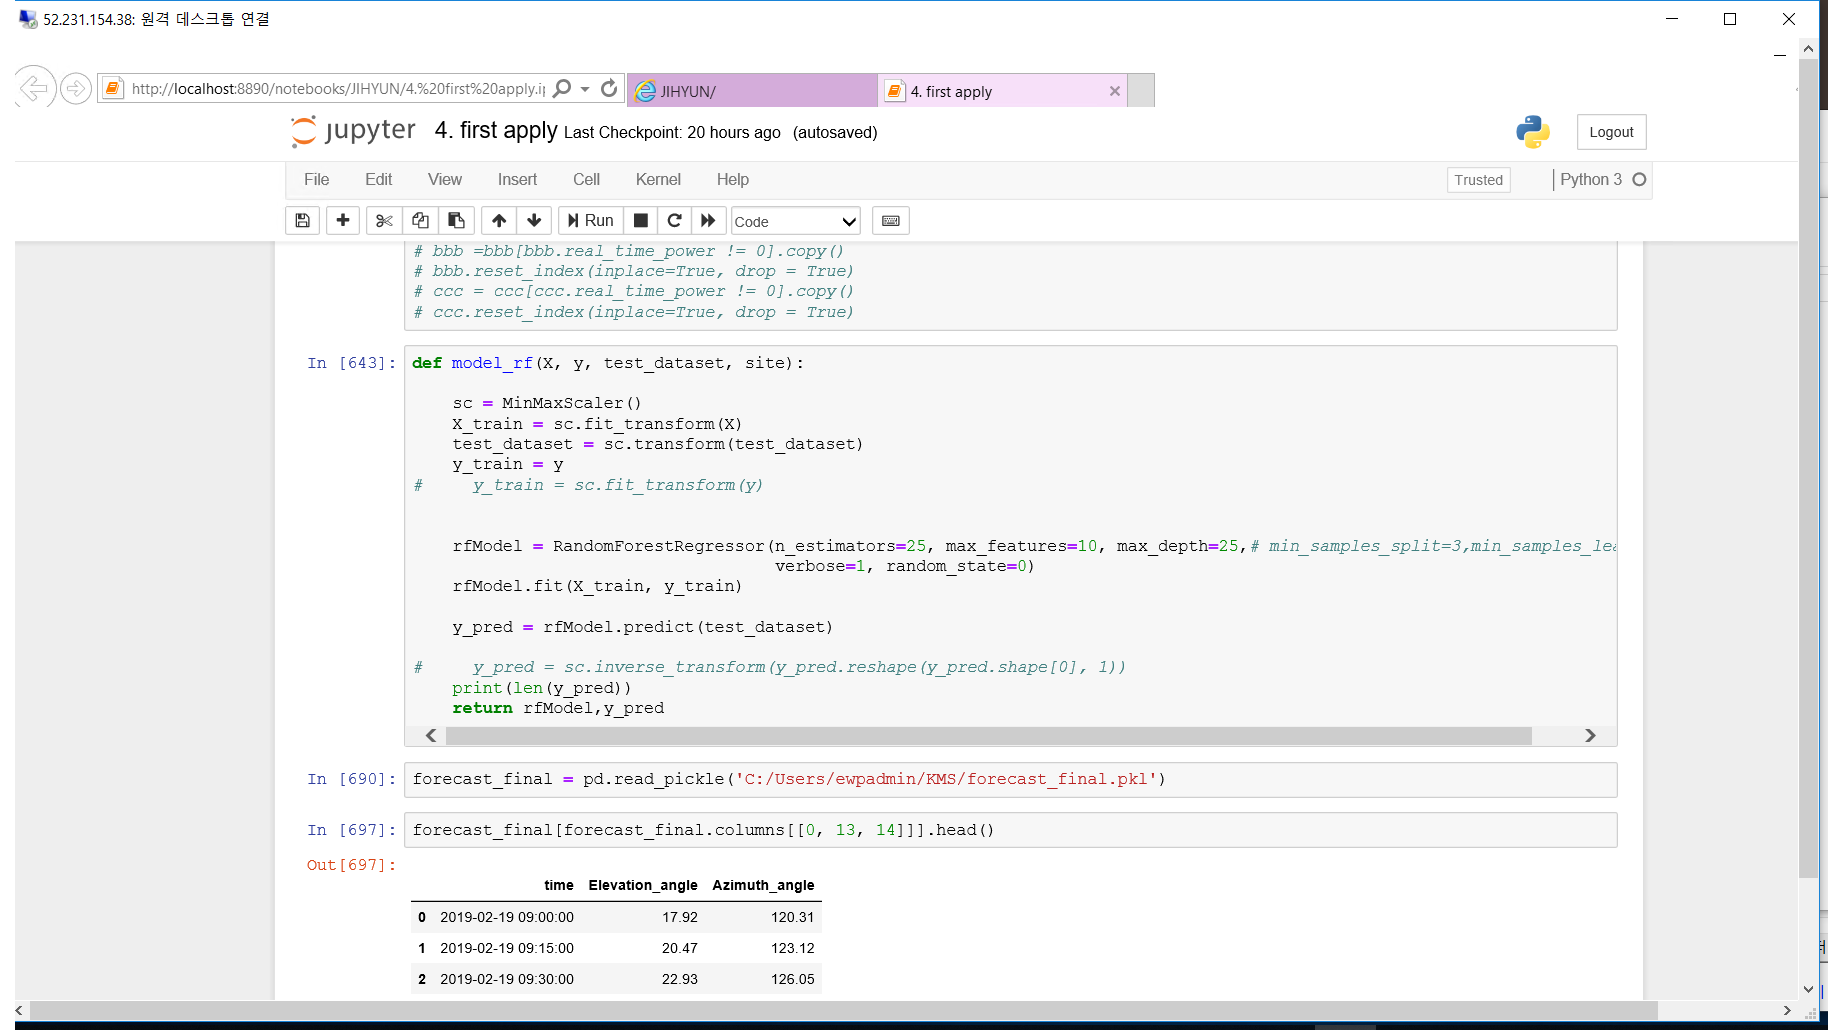 52.231.154.38: 원격 데스크톱 연결
http://localhost:8890/notebooks/JIHYUN/4.%20first%20apply.i
JIHYUN/
4. first apply
jupyter 4. first apply Last Checkpoint: 20 hours ago (autosaved)
Logout
File Edit View Insert Cell Kernel Help
Trusted
Python 3
Run
Code
# bbb =bbb[bbb.real_time_power != 0].copy()
# bbb.reset_index(inplace=True, drop = True)
# ccc = ccc[ccc.real_time_power != 0].copy()
# ccc.reset_index(inplace=True, drop = True)
In [643]: def model_rf(X, y, test_dataset, site):
sc = MinMaxScaler()
X_train = sc.fit_transform(X)
test_dataset = sc.transform(test_dataset)
y_train = y
# y_train = sc.fit_transform(y)
rfModel = RandomForestRegressor(n_estimators=25, max_features=10, max_depth=25,# min_samples_split=3,min_samples_lea
verbose=1, random_state=0)
rfModel.fit(X_train, y_train)
y_pred = rfModel.predict(test_dataset)
# y_pred = sc.inverse_transform(y_pred.reshape(y_pred.shape[0], 1))
print(len(y_pred))
return rfModel,y_pred
In [690]: forecast_final = pd.read_pickle('C:/Users/ewpadmin/KMS/forecast_final.pkl')
In [697]: forecast_final[forecast_final.columns[[0, 13, 14]]].head()
Out[697]:
time Elevation_angle Azimuth_angle
0 2019-02-19 09:00:00 17.92 120.31
1 2019-02-19 09:15:00 20.47 123.12
2 2019-02-19 09:30:00 22.93 126.05